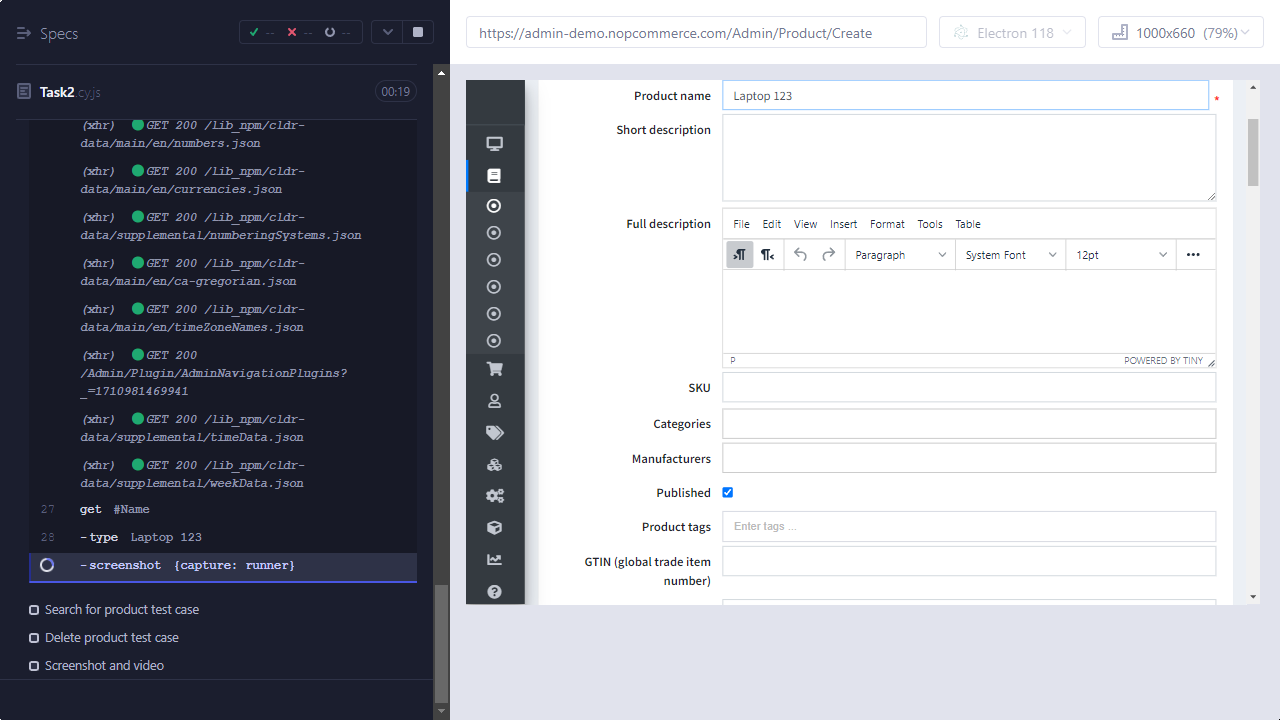 Specs
--
--
--
Task2.cy.js
00:19
(xhr) GET 200 /lib_npm/cldr-
data/main/en/numbers.json
(xhr) GET 200 /lib_npm/cldr-
data/main/en/currencies.json
(xhr) GET 200 /lib_npm/cldr-
data/supplemental/numberingSystems.json
(xhr) GET 200 /lib_npm/cldr-
data/main/en/ca-gregorian.json
(xhr) GET 200 /lib_npm/cldr-
data/main/en/timeZoneNames.json
(xhr) GET 200
/Admin/Plugin/AdminNavigationPlugins?
_=1710981469941
(xhr) GET 200 /lib_npm/cldr-
data/supplemental/timeData.json
(xhr) GET 200 /lib_npm/cldr-
data/supplemental/weekData.json
27 get #Name
28 -type Laptop 123
-screenshot {capture: runner}
Search for product test case
Delete product test case
Screenshot and video
https://admin-demo.nopcommerce.com/Admin/Product/Create
Electron 118
1000x660 (79%)
Product name
Laptop 123
*
Short description
Full description
File Edit View Insert Format Tools Table
Paragraph System Font 12pt
P
POWERED BY TINY
SKU
Categories
Manufacturers
Published
Product tags
Enter tags ...
GTIN (global trade item
number)